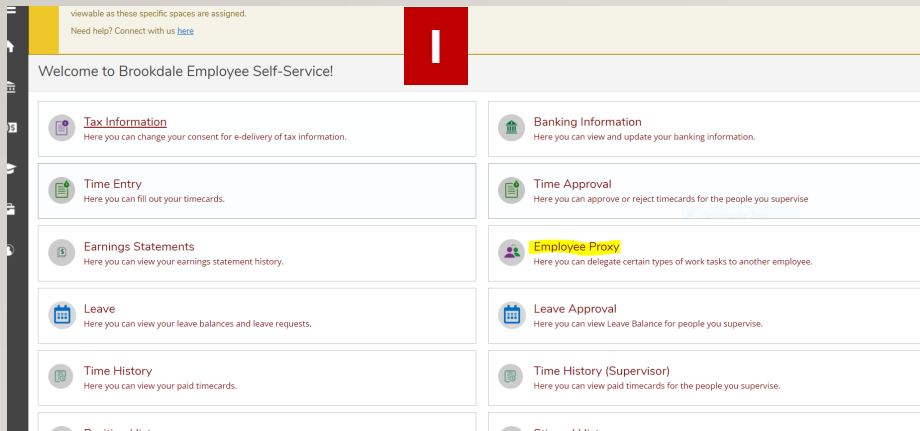 viewable as these specific spaces are assigned.
Need help? Connect with us here
I
Welcome to Brookdale Employee Self-Service!
Tax Information
Here you can change your consent for e-delivery of tax information.
Banking Information
Here you can view and update your banking information.
Time Entry
Here you can fill out your timecards.
Time Approval
Here you can approve or reject timecards for the people you supervise
Earnings Statements
Here you can view your earnings statement history.
Employee Proxy
Here you can delegate certain types of work tasks to another employee.
Leave
Here you can view your leave balances and leave requests.
Leave Approval
Here you can view Leave Balance for people you supervise.
Time History
Here you can view your paid timecards.
Time History (Supervisor)
Here you can view paid timecards for the people you supervise.